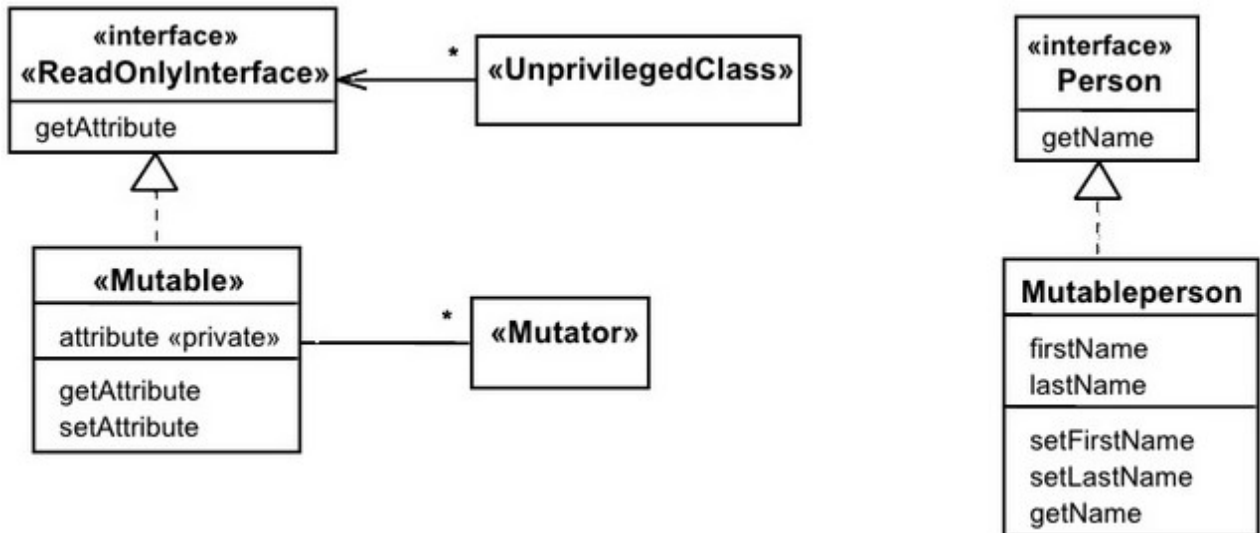 «interface»
«ReadOnlyInterface»
getAttribute
*
«UnprivilegedClass»
«Mutable»
attribute «private»
getAttribute
setAttribute
*
«Mutator»
«interface»
Person
getName
Mutableperson
firstName
lastName
setFirstName
setLastName
getName